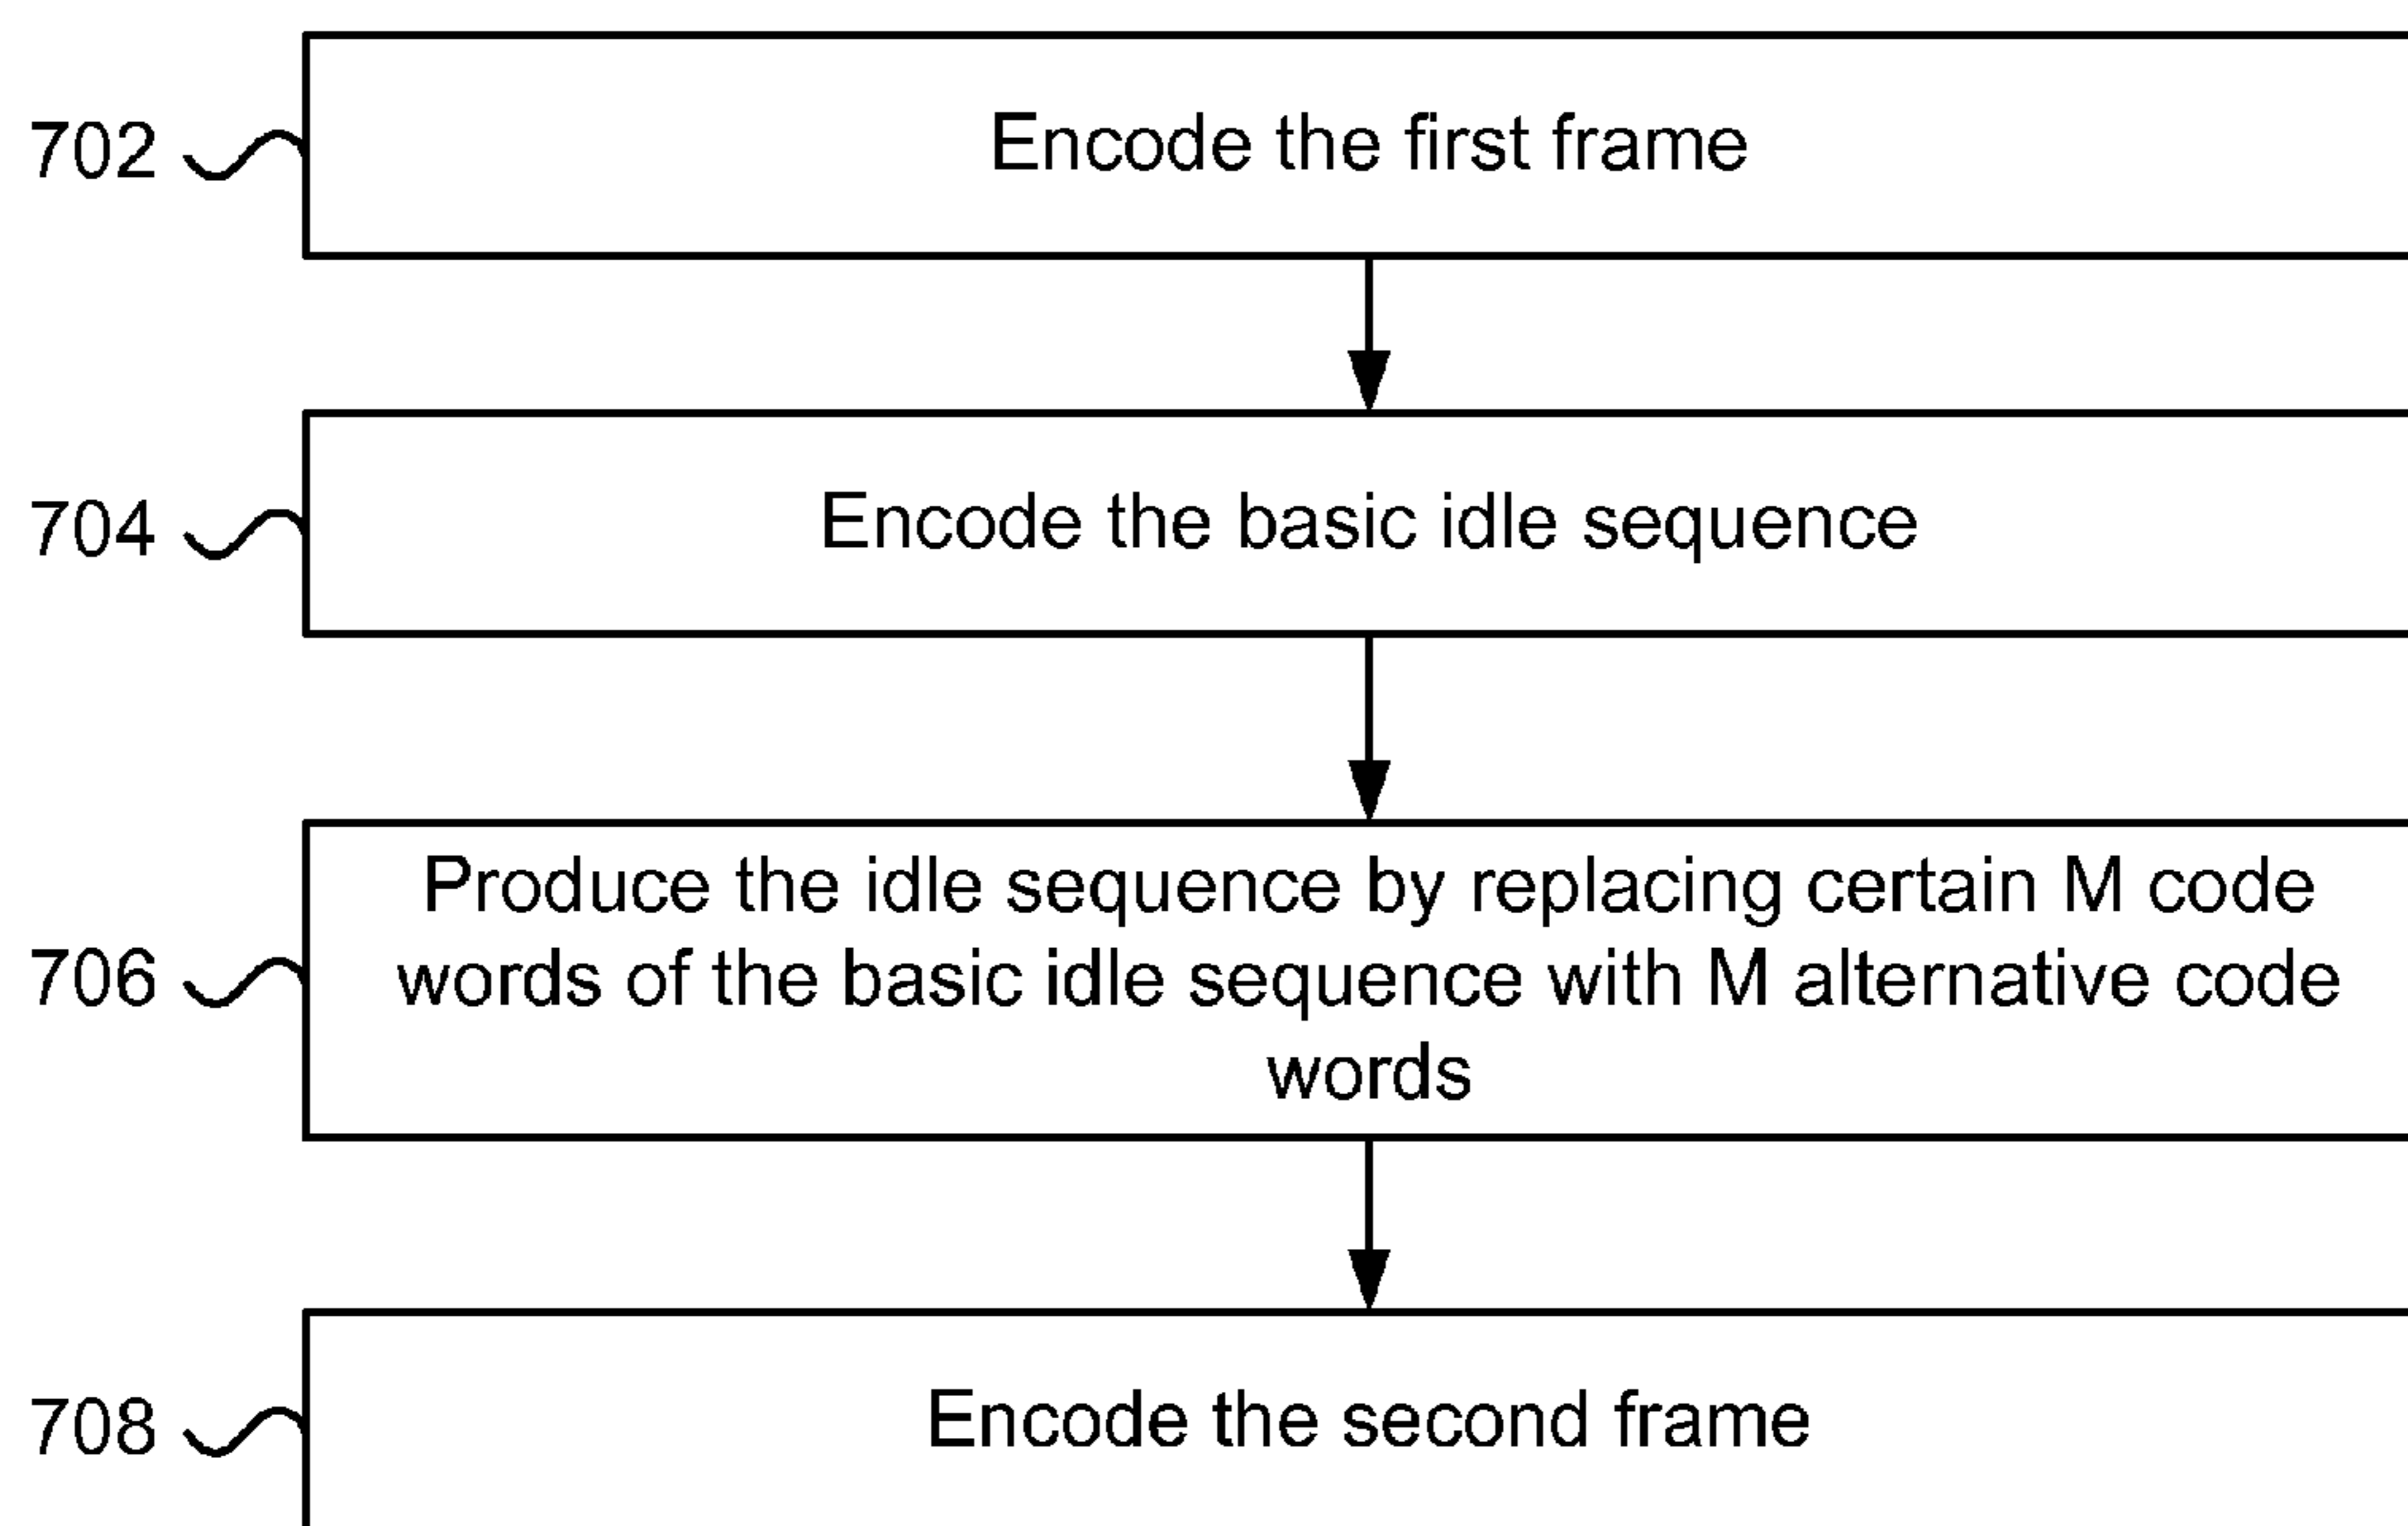 702
Encode the first frame
704
Encode the basic idle sequence
Produce the idle sequence by replacing certain M code
706
words of the basic idle sequence with M alternative code
words
708
Encode the second frame